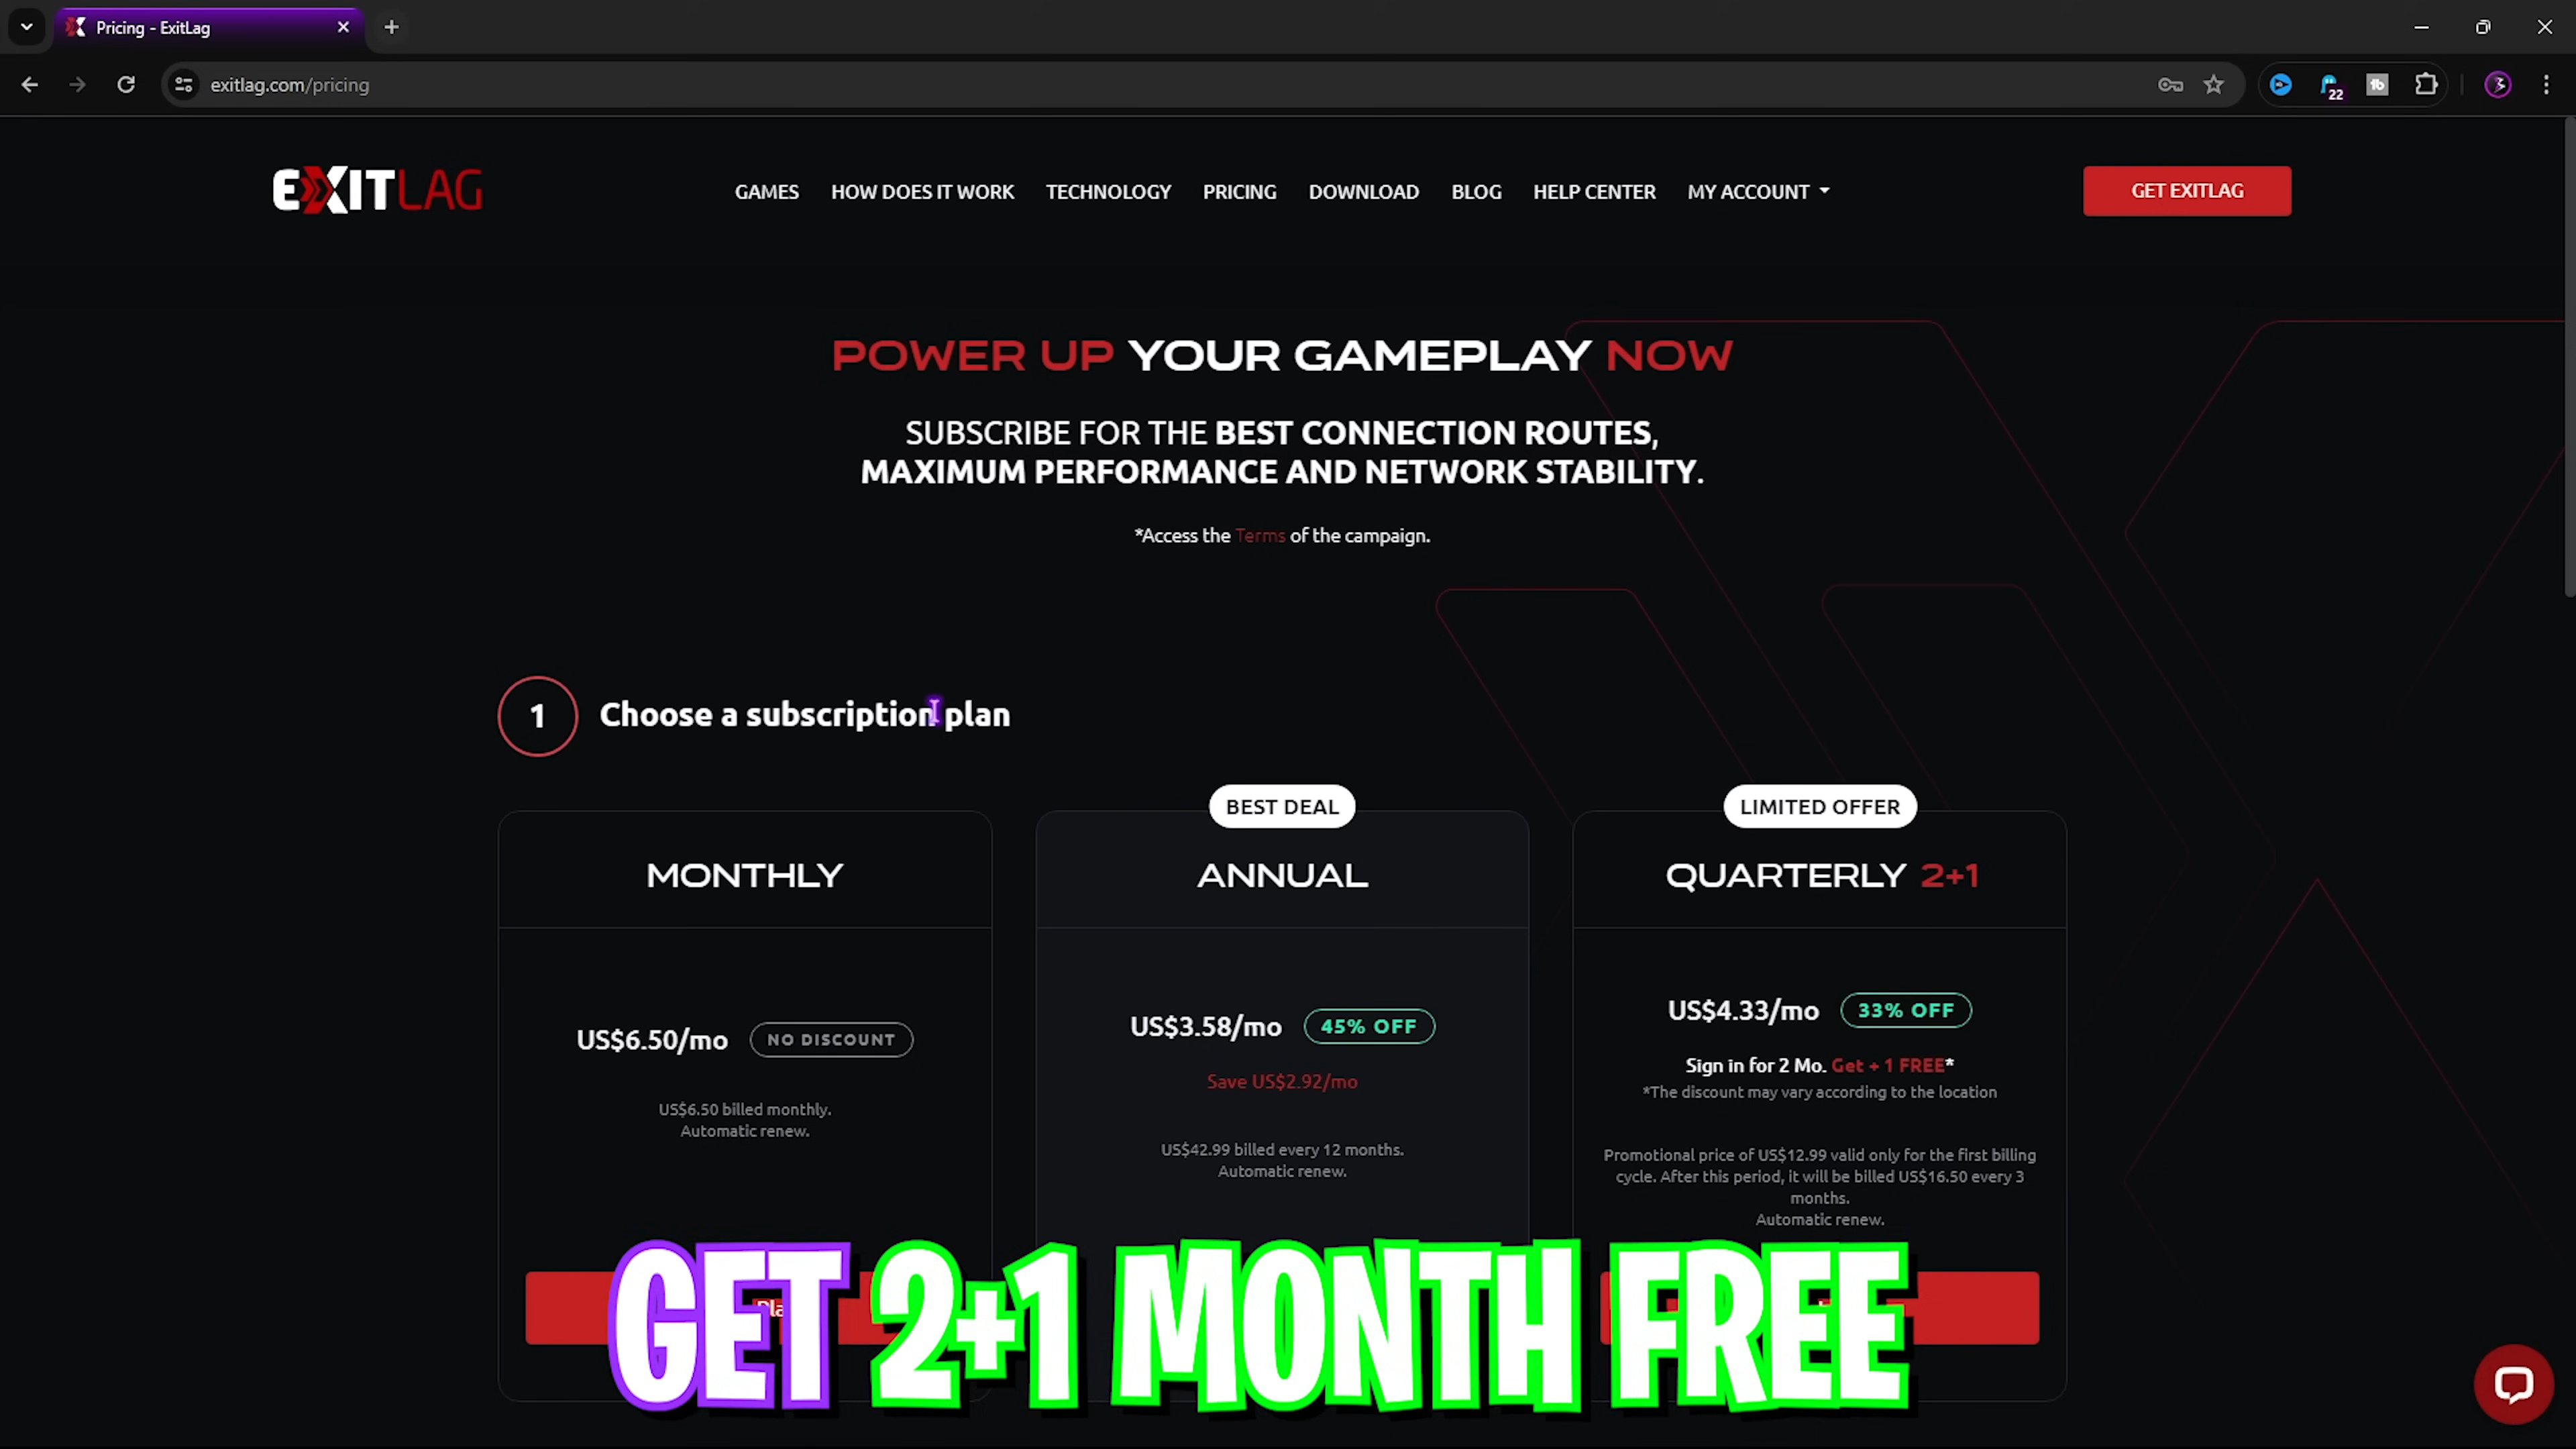 Pricing - ExitLag
exitlag.com/pricing
22
EXITLAG
GAMES
HOW DOES IT WORK
TECHNOLOGY
PRICING
DOWNLOAD
BLOG
HELP CENTER
MY ACCOUNT
GET EXITLAG
POWER UP YOUR GAMEPLAY NOW
SUBSCRIBE FOR THE BEST CONNECTION ROUTES,
MAXIMUM PERFORMANCE AND NETWORK STABILITY.
*Access the Terms of the campaign.
1
Choose a subscription plan
MONTHLY
US$6.50/mo
NO DISCOUNT
US$6.50 billed monthly.
Automatic renew.
BEST DEAL
ANNUAL
US$3.58/mo
45% OFF
Save US$2.92/mo
US$42.99 billed every 12 months.
Automatic renew.
LIMITED OFFER
QUARTERLY 2+1
US$4.33/mo
33% OFF
Sign in for 2 Mo. Get + 1 FREE*
*The discount may vary according to the location
Promotional price of US$12.99 valid only for the first billing
cycle. After this period, it will be billed US$16.50 every 3
months.
Automatic renew.
GET 2+1 MONTH FREE